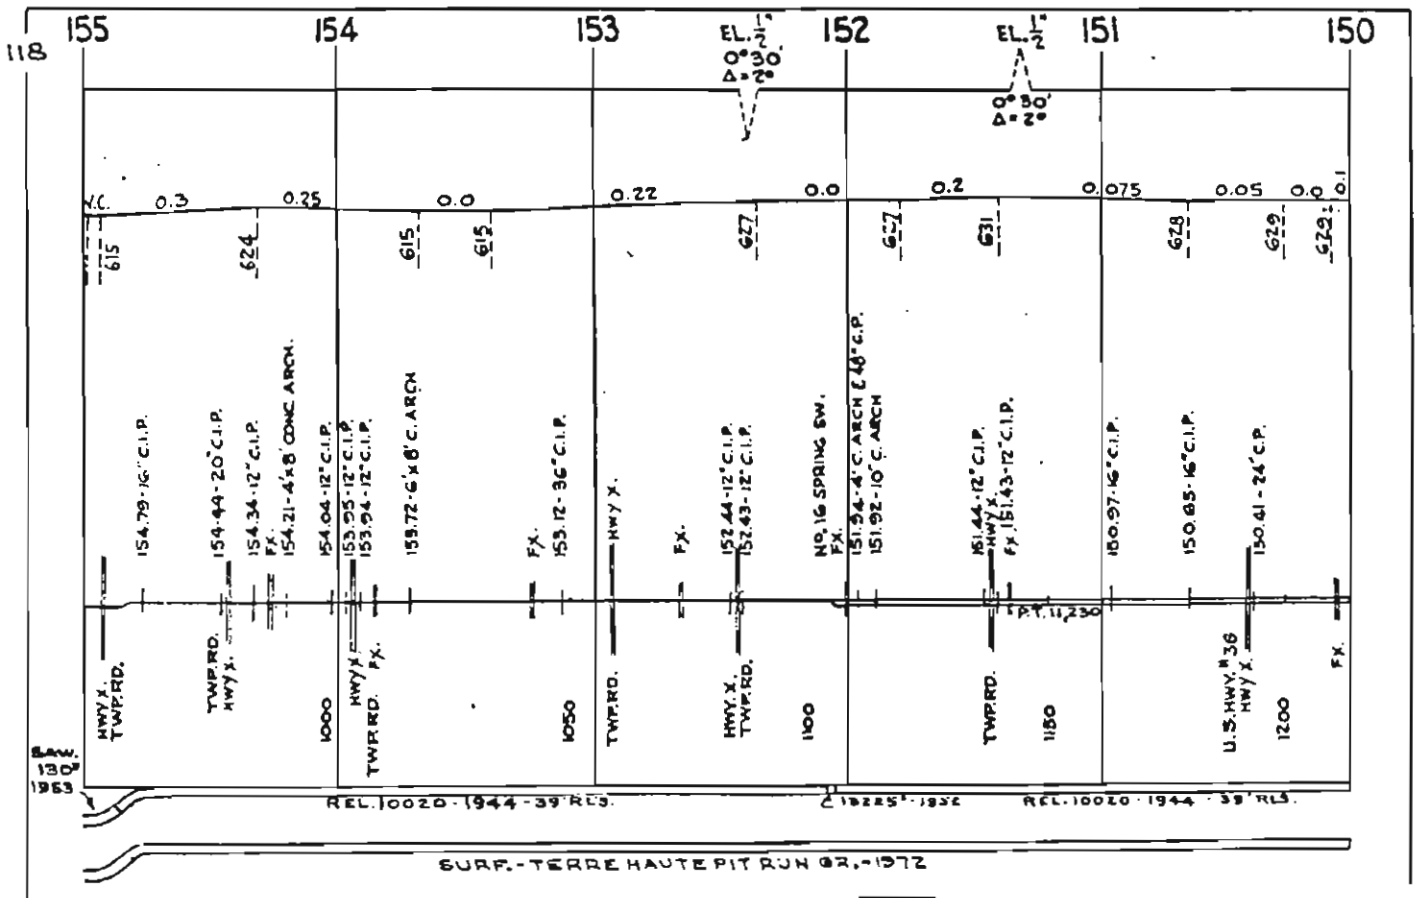 118
155 154 153 152 151 150
EL. ½"
0° 30'
Δ = 2°
EL. ½"
0° 30'
Δ = 2°
V.C. 0.3 0.25 0.0 0.22 0.0 0.2 0.075 0.05 0.0 0.1
615 624 615 615 627 631 628 629 629
154.79-16" C.I.P.
154.44-20" C.I.P.
154.34-12" C.I.P.
FX.
154.21-4'x8' CONC. ARCH.
154.04-12" C.I.P.
153.95-12" C.I.P.
153.94-12" C.I.P.
153.72-6'x8' C. ARCH
FX.
153.12-36" C.I.P.
HWY X.
FX.
152.44-12" C.I.P.
152.43-12" C.I.P.
NO. 16 SPRING SW.
FX.
151.94-4' C. ARCH & 48" C.I.P.
151.92-10' C. ARCH
151.44-12" C.I.P.
HWY X.
FX.
151.43-12" C.I.P.
150.97-16" C.I.P.
150.65-16" C.I.P.
150.41-24" C.P.
P.T. 11,230
HWY X.
TWP. RD.
TWP. RD.
HWY X.
1000
HWY X.
TWP. RD.
FX.
1050
TWP. RD.
HWY. X.
TWP. RD.
1100
TWP. RD.
1150
U.S. HWY. #36
HWY X.
1200
FX.
SAW.
130#
1953
REL. 10020-1944-39' RLS. REL. 10020-1944-39' RLS.
SURF.-TERRE HAUTE PIT RUN GR.-1972